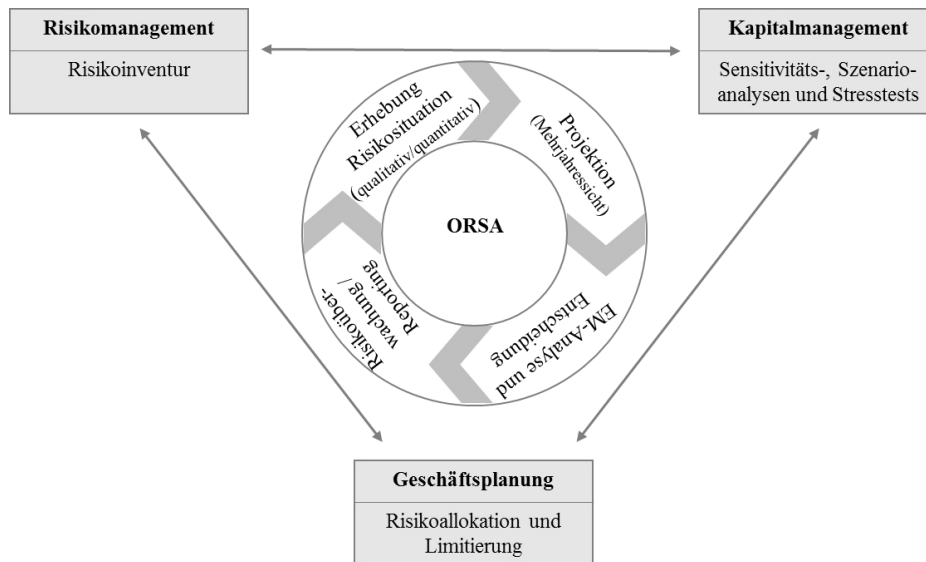 Risikomanagement
Risikoinventur
Kapitalmanagement
Sensitivitäts-, Szenario-
analysen und Stresstests
Erhebung
Risikosituation
(qualitativ/quantitativ)
Projektion
(Mehrjahressicht)
EM-Analyse und
Entscheidung
Risikoüber-
wachung/
Reporting
ORSA
Geschäftsplanung
Risikoallokation und
Limitierung